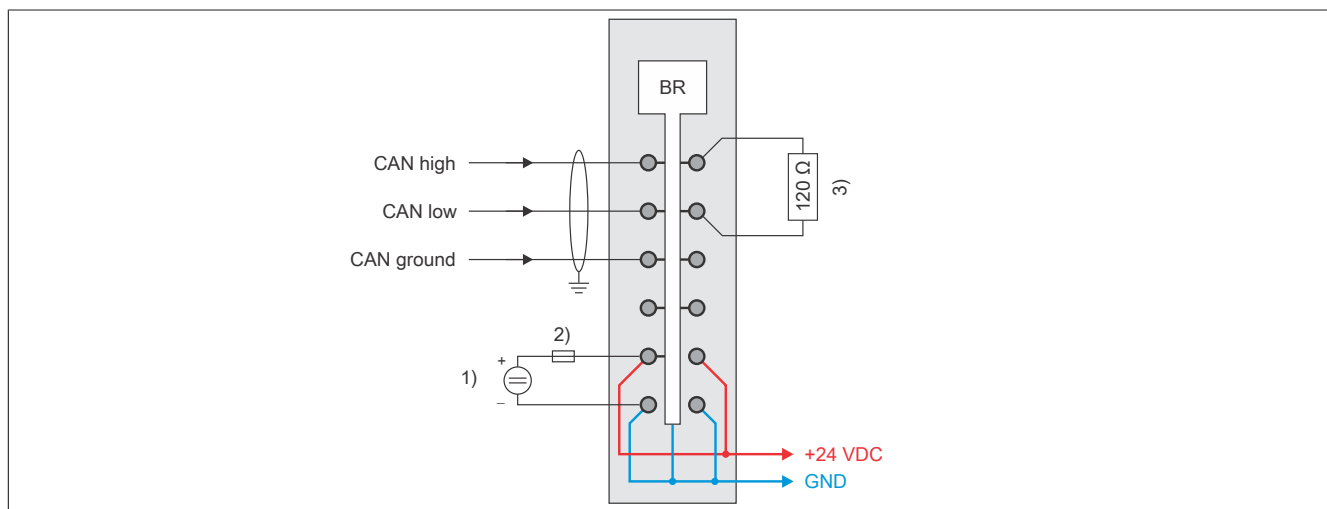 BR
CAN high
CAN low
CAN ground
120 Ω
3)
2)
1)
+
–
+24 VDC
GND